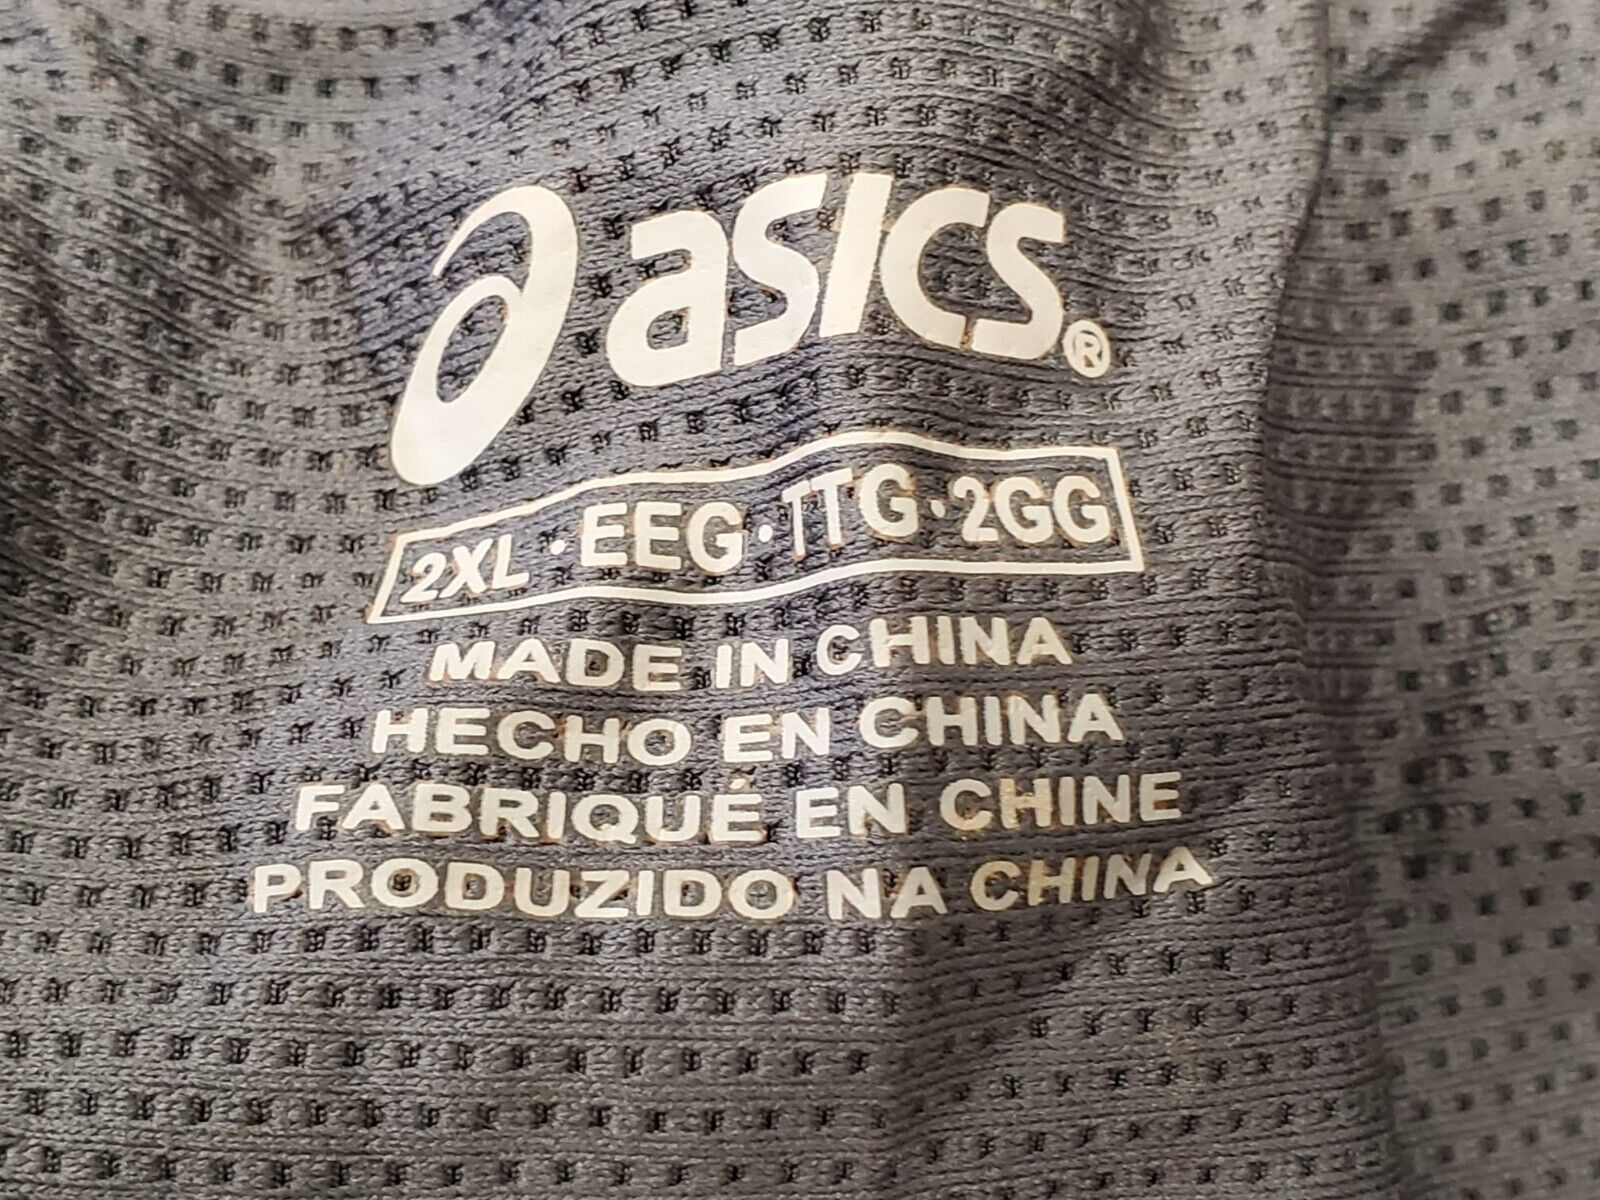 asics®
2XL · EEG · TTG · 2GG
MADE IN CHINA
HECHO EN CHINA
FABRIQUÉ EN CHINE
PRODUZIDO NA CHINA